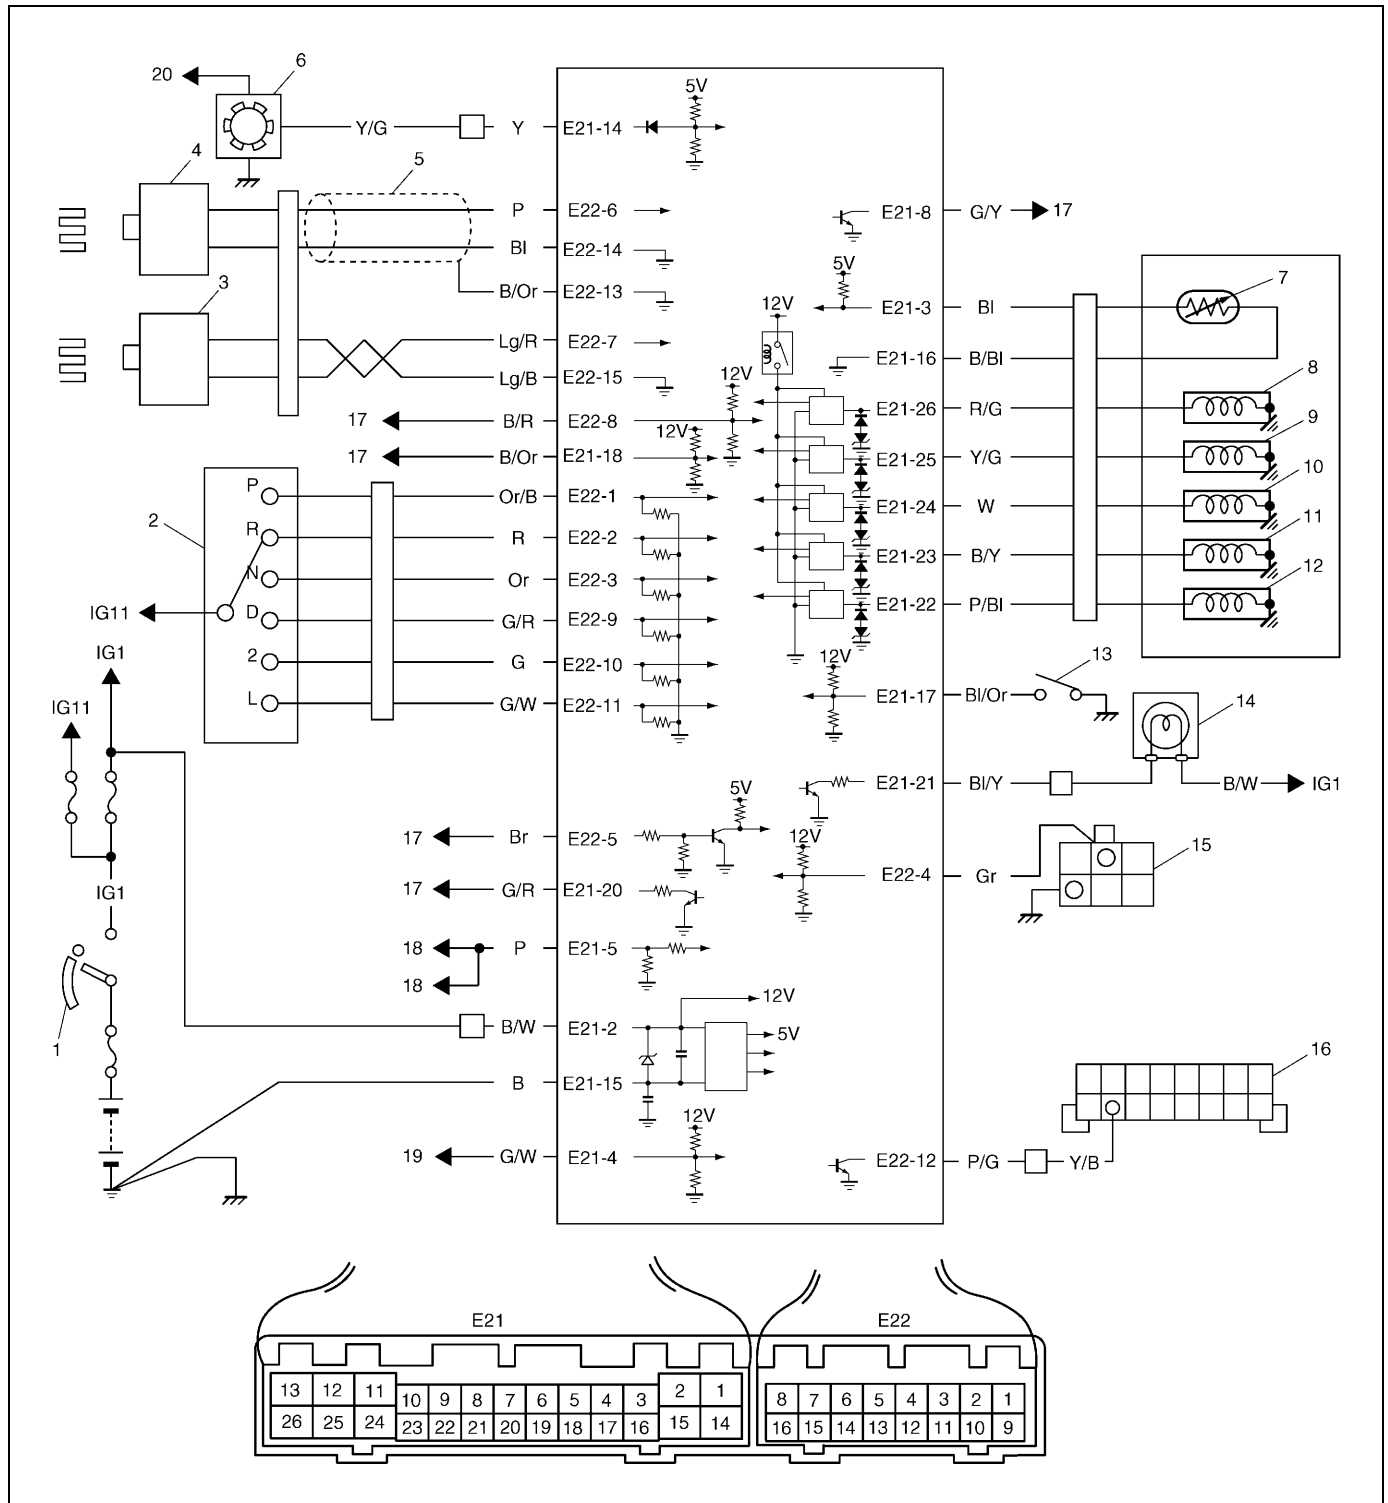 20
6
5V
Y/G
Y
E21-14
4
5
P
E22-6
E21-8
G/Y
17
Bl
E22-14
5V
7
3
B/Or
E22-13
12V
E21-3
Bl
Lg/R
E22-7
E21-16
B/Bl
8
Lg/B
E22-15
12V
17
B/R
E22-8
E21-26
R/G
9
12V
17
B/Or
E21-18
E21-25
Y/G
10
P
Or/B
E22-1
E21-24
W
2
R
R
E22-2
11
E21-23
B/Y
N
Or
E22-3
12
E21-22
P/Bl
IG11
D
G/R
E22-9
IG1
2
G
E22-10
12V
13
E21-17
Bl/Or
L
G/W
E22-11
IG11
14
E21-21
Bl/Y
B/W
IG1
5V
17
Br
E22-5
12V
15
E22-4
Gr
17
G/R
E21-20
IG1
18
P
E21-5
18
12V
B/W
E21-2
5V
1
16
B
E21-15
12V
19
G/W
E21-4
E22-12
P/G
Y/B
E21
E22
13 12 11 10 9 8 7 6 5 4 3 2 1
26 25 24 23 22 21 20 19 18 17 16 15 14
8 7 6 5 4 3 2 1
16 15 14 13 12 11 10 9